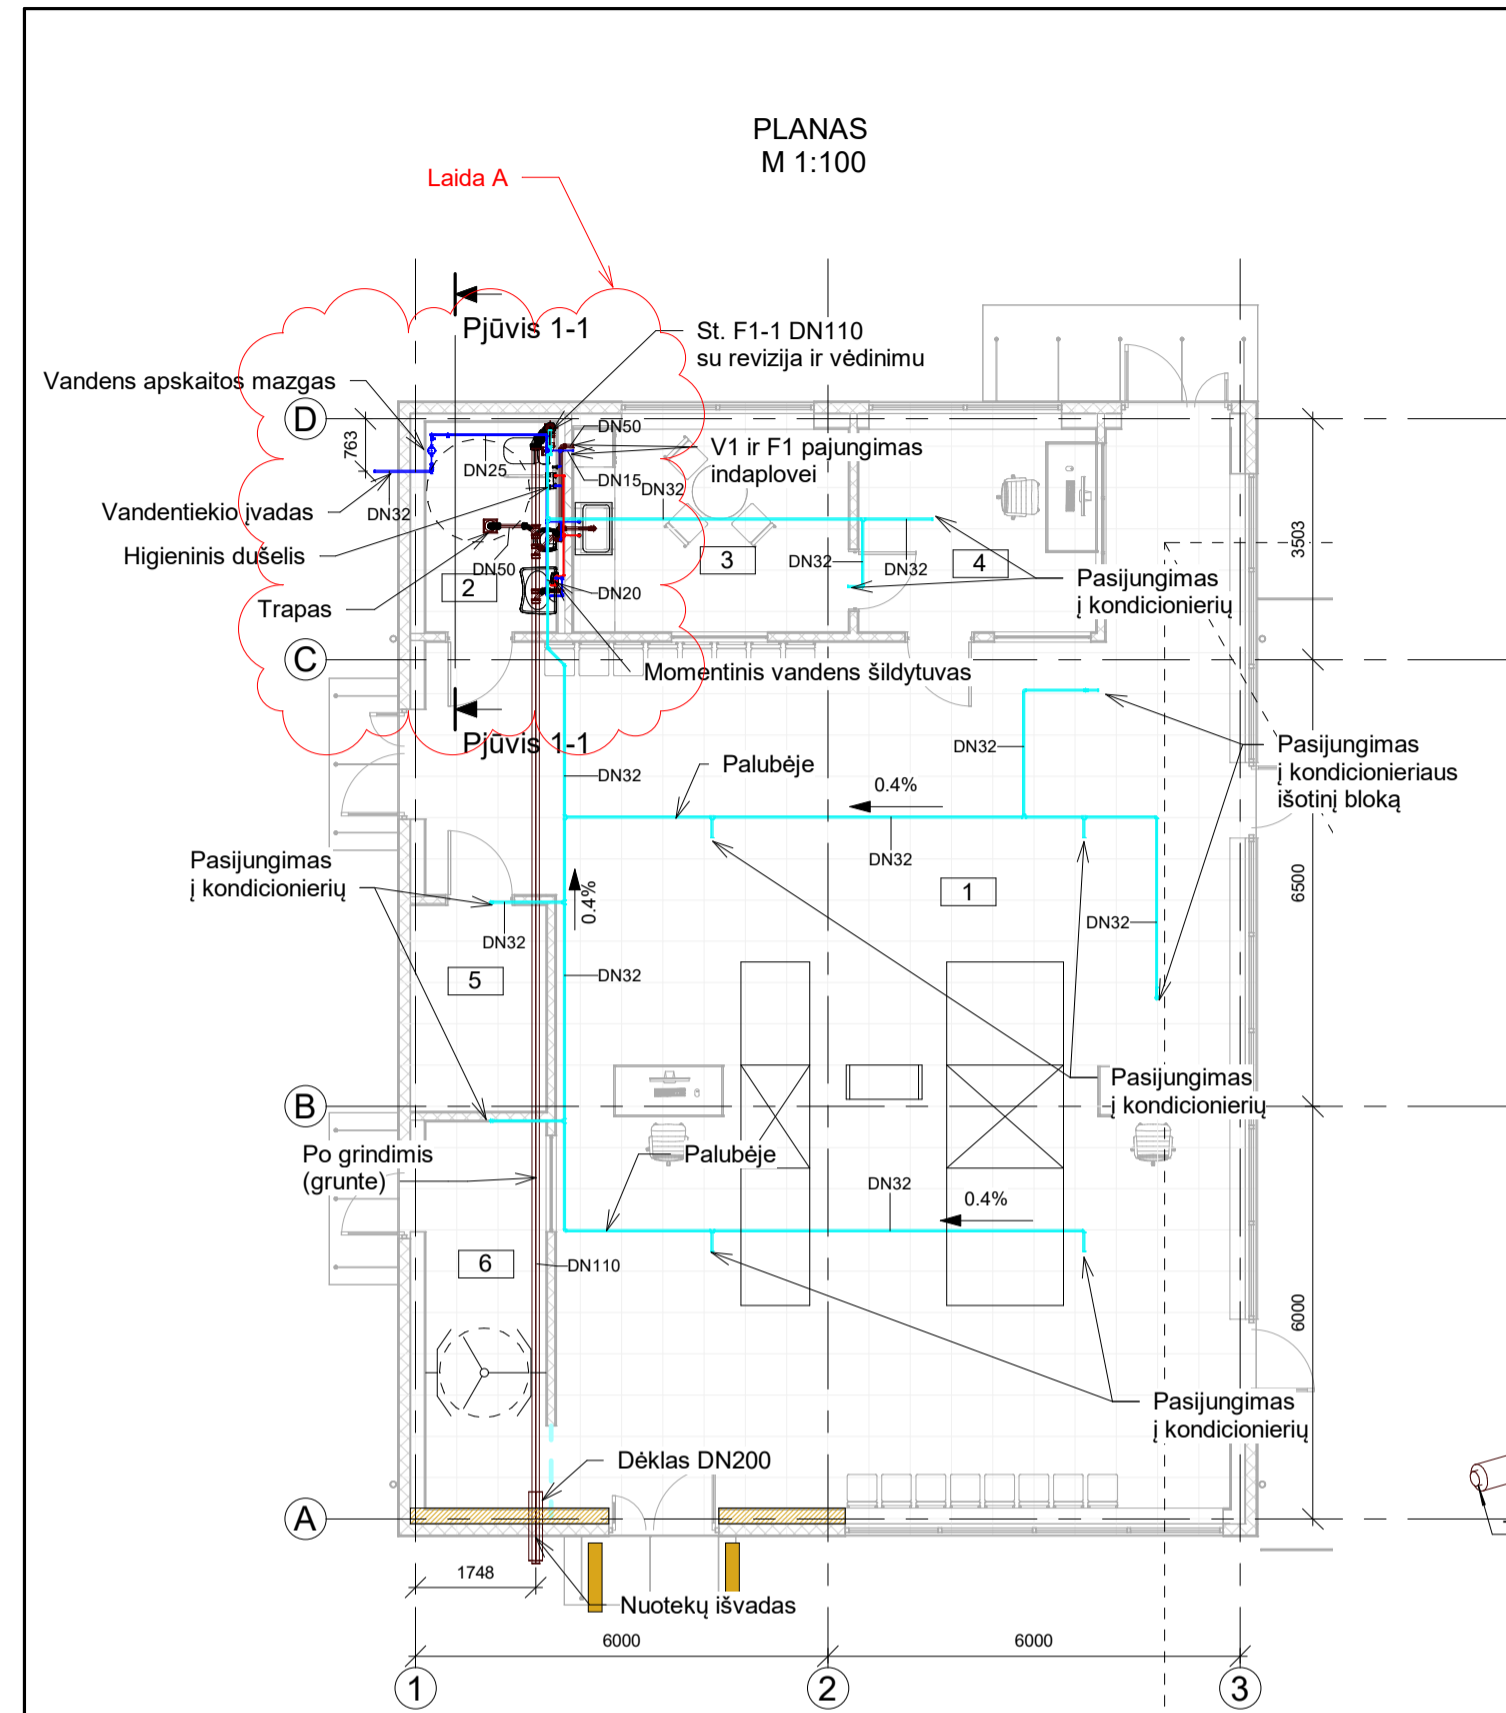 PLANAS
M 1:100
Laida A
Pjūvis 1-1
St. F1-1 DN110
su revizija ir vėdinimu
Vandens apskaitos mazgas
D
763
DN50
V1 ir F1 pajungimas
indaplovei
DN25
DN15
DN32
Vandentiekio įvadas
DN32
Higieninis dušelis
3503
DN50
3
DN32
DN32
4
Pasijungimas
į kondicionierių
2
DN20
Trapas
C
Momentinis vandens šildytuvas
Pjūvis 1-1
DN32
Pasijungimas
į kondicionieriaus
išotinį bloką
Palubėje
DN32
0.4%
Pasijungimas
į kondicionierių
DN32
1
6500
0.4%
DN32
DN32
5
DN32
Pasijungimas
į kondicionierių
B
Po grindimis
(grunte)
Palubėje
DN32
0.4%
6
DN110
6000
Pasijungimas
į kondicionierių
Dėklas DN200
A
1748
Nuotekų išvadas
6000
6000
1
2
3